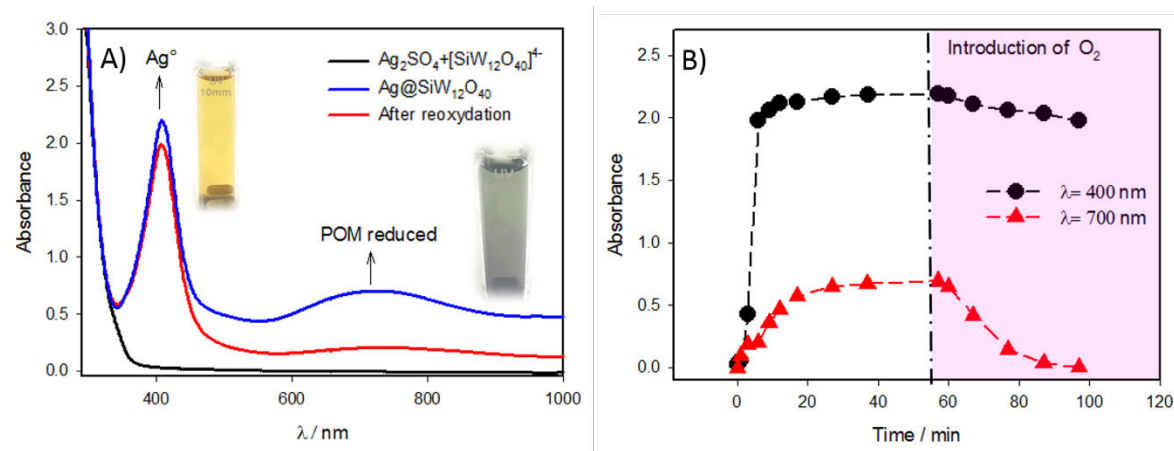 A)
Ag°
UV
10mm
Ag₂SO₄+[SiW₁₂O₄₀]⁴⁻
Ag@SiW₁₂O₄₀
After reoxydation
POM reduced
UV
Absorbance
3.0
2.5
2.0
1.5
1.0
0.5
0.0
400 600 800 1000
λ / nm
B)
Introduction of O₂
λ= 400 nm
λ= 700 nm
Absorbance
2.5
2.0
1.5
1.0
0.5
0.0
0 20 40 60 80 100 120
Time / min